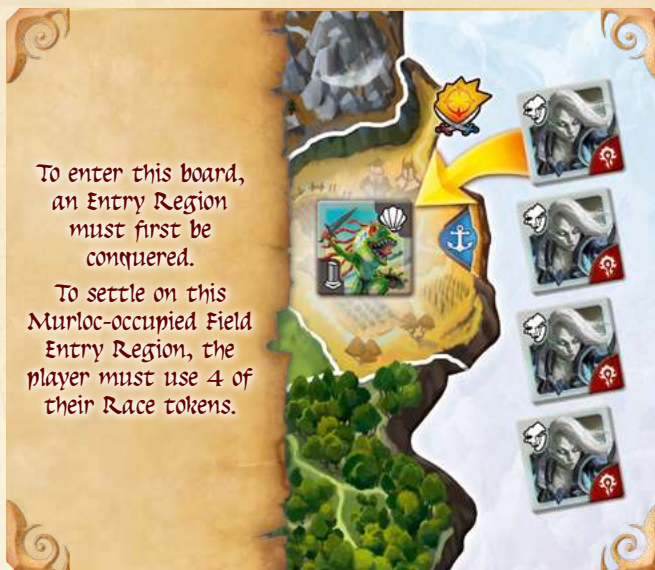 To enter this board,
an Entry Region
must first be
conquered.
To settle on this
Murloc-occupied Field
Entry Region, the
player must use 4 of
their Race tokens.